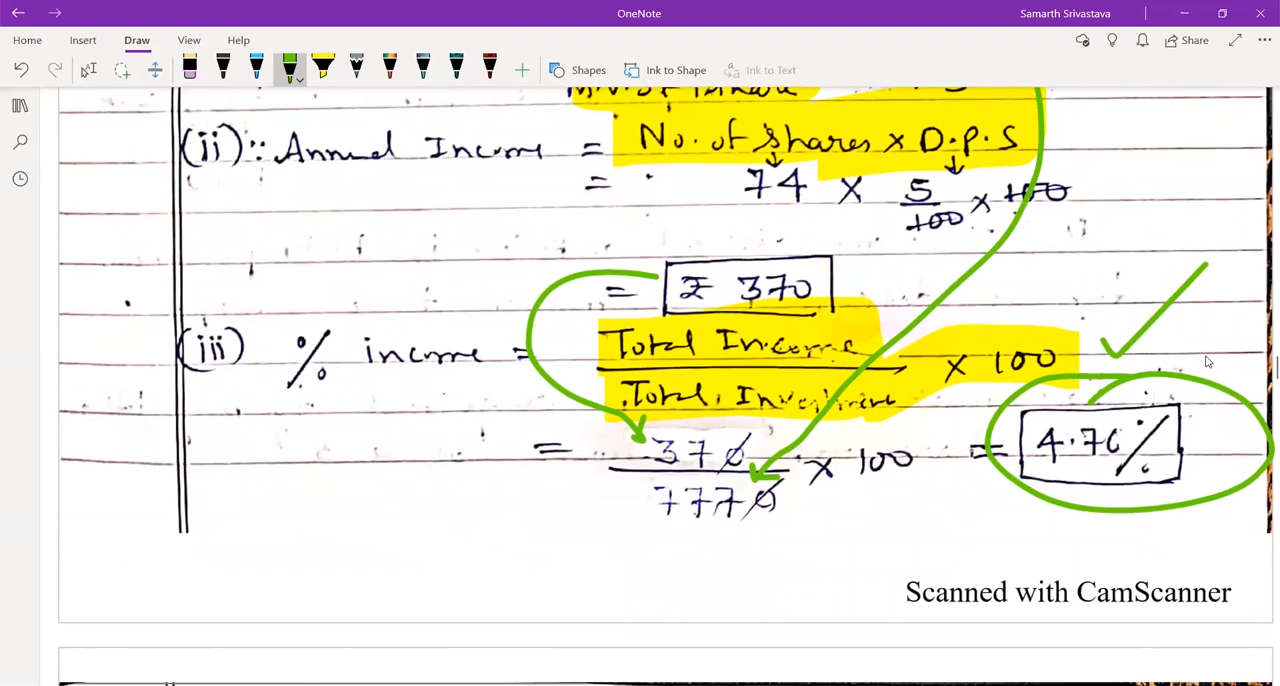 OneNote
Samarth Srivastava
Home Insert Draw View Help
Share
Shapes Ink to Shape Ink to Text
(ii) ∴ Annual Income = No. of shares x D.p.s
= 74 x 5/100 x 100
= ₹ 370
(iii) % income = Total Income / Total Investment x 100
= 370 / 7770 x 100 = 4.76%
Scanned with CamScanner